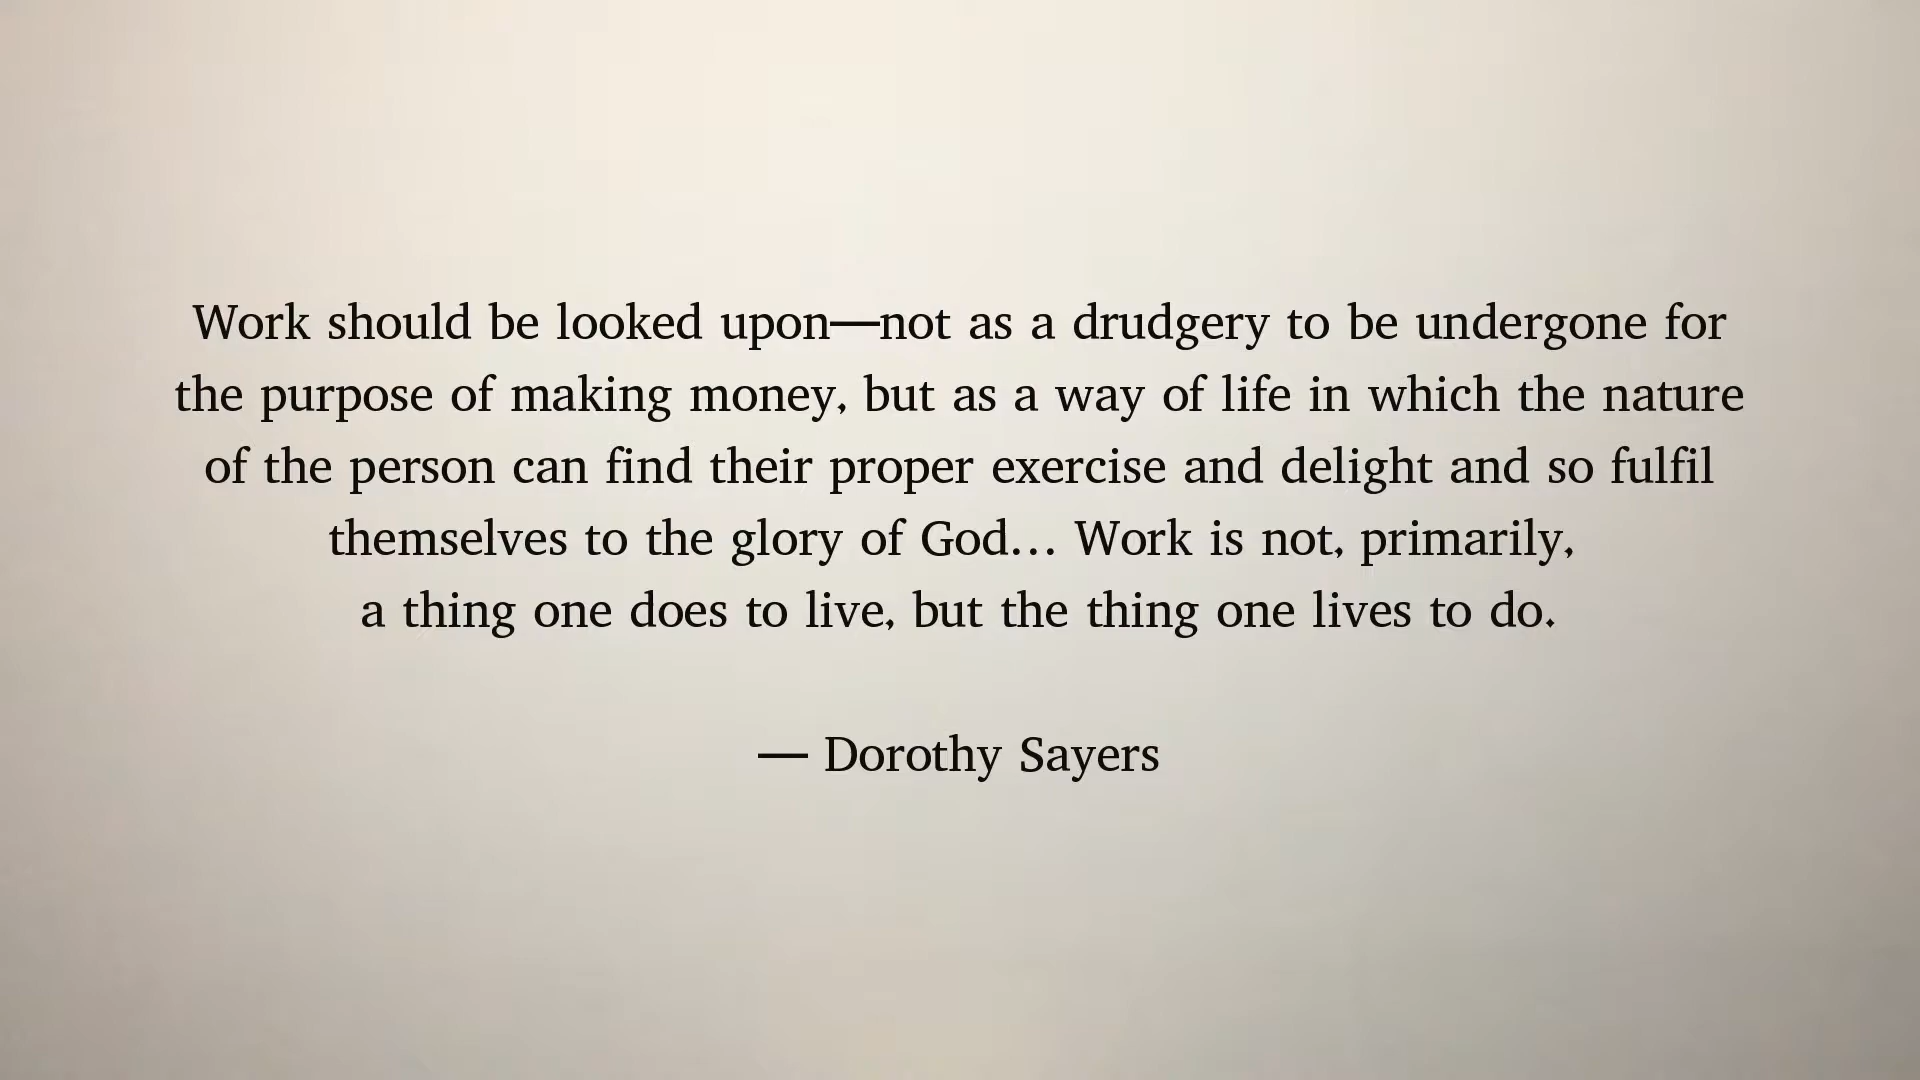 Work should be looked upon—not as a drudgery to be undergone for
the purpose of making money, but as a way of life in which the nature
of the person can find their proper exercise and delight and so fulfil
themselves to the glory of God… Work is not, primarily,
a thing one does to live, but the thing one lives to do.
— Dorothy Sayers